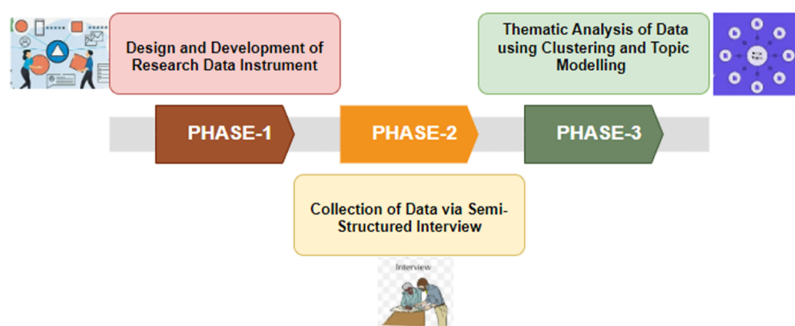 Design and Development of
Research Data Instrument
Thematic Analysis of Data
using Clustering and Topic
Modelling
PHASE-1
PHASE-2
PHASE-3
Collection of Data via Semi-
Structured Interview
Interview